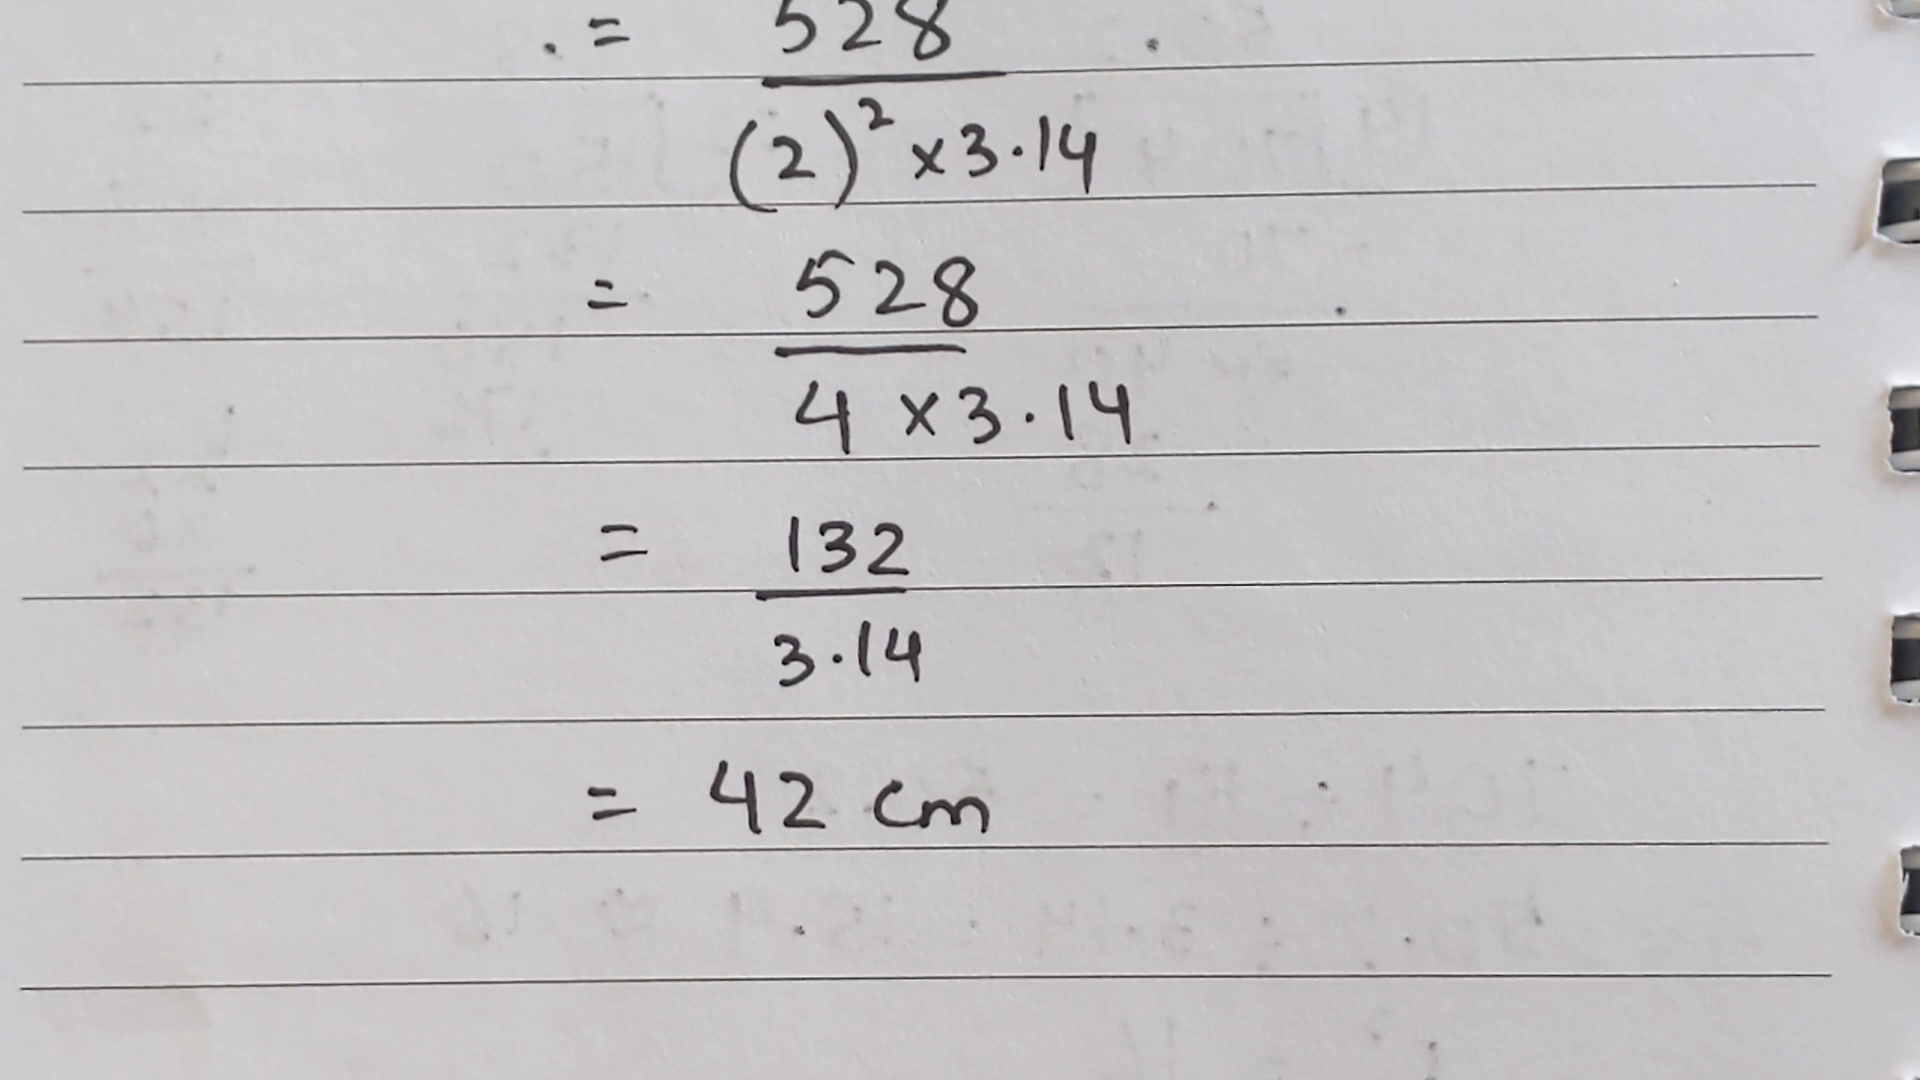 = 528
(2)² × 3.14
= 528
4 × 3.14
= 132
3.14
= 42 cm